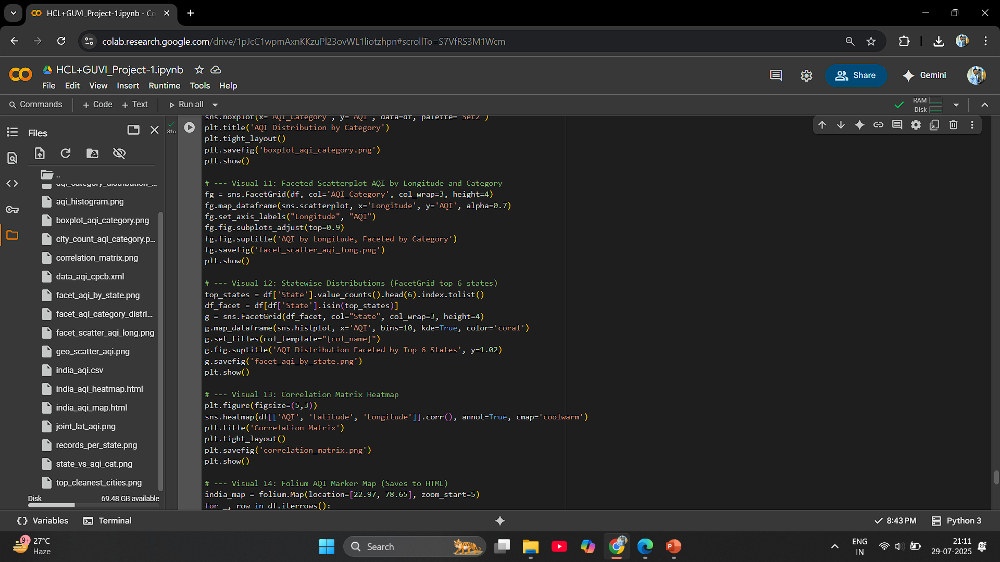 HCL+GUVI_Project-1.ipynb - Co
colab.research.google.com/drive/1pJcC1wpmAxnKKzuPl23ovWL1liotzhpn#scrollTo=S7VfRS3M1Wcm
HCL+GUVI_Project-1.ipynb
File Edit View Insert Runtime Tools Help
Share
Gemini
Commands + Code + Text Run all
RAM
Disk
Files
..
aqi_category_distribution_...
aqi_histogram.png
boxplot_aqi_category.png
city_count_aqi_category.p...
correlation_matrix.png
data_aqi_cpcb.xml
facet_aqi_by_state.png
facet_aqi_category_distri...
facet_scatter_aqi_long.png
geo_scatter_aqi.png
india_aqi.csv
india_aqi_heatmap.html
india_aqi_map.html
joint_lat_aqi.png
records_per_state.png
state_vs_aqi_cat.png
top_cleanest_cities.png
Disk 69.48 GB available
31s
sns.boxplot(x='AQI_Category', y='AQI', data=df, palette='Set2')
plt.title('AQI Distribution by Category')
plt.tight_layout()
plt.savefig('boxplot_aqi_category.png')
plt.show()
# --- Visual 11: Faceted Scatterplot AQI by Longitude and Category
fg = sns.FacetGrid(df, col='AQI_Category', col_wrap=3, height=4)
fg.map_dataframe(sns.scatterplot, x='Longitude', y='AQI', alpha=0.7)
fg.set_axis_labels("Longitude", "AQI")
fg.fig.subplots_adjust(top=0.9)
fg.fig.suptitle('AQI by Longitude, Faceted by Category')
fg.savefig('facet_scatter_aqi_long.png')
plt.show()
# --- Visual 12: Statewise Distributions (FacetGrid top 6 states)
top_states = df['State'].value_counts().head(6).index.tolist()
df_facet = df[df['State'].isin(top_states)]
g = sns.FacetGrid(df_facet, col="State", col_wrap=3, height=4)
g.map_dataframe(sns.histplot, x='AQI', bins=10, kde=True, color='coral')
g.set_titles(col_template="{col_name}")
g.fig.suptitle('AQI Distribution Faceted by Top 6 States', y=1.02)
g.savefig('facet_aqi_by_state.png')
plt.show()
# --- Visual 13: Correlation Matrix Heatmap
plt.figure(figsize=(5,3))
sns.heatmap(df[['AQI', 'Latitude', 'Longitude']].corr(), annot=True, cmap='coolwarm')
plt.title('Correlation Matrix')
plt.tight_layout()
plt.savefig('correlation_matrix.png')
plt.show()
# --- Visual 14: Folium AQI Marker Map (Saves to HTML)
india_map = folium.Map(location=[22.97, 78.65], zoom_start=5)
for _, row in df.iterrows():
Variables Terminal
8:43 PM Python 3
9+
27°C
Haze
Search
ENG
IN
21:11
29-07-2025